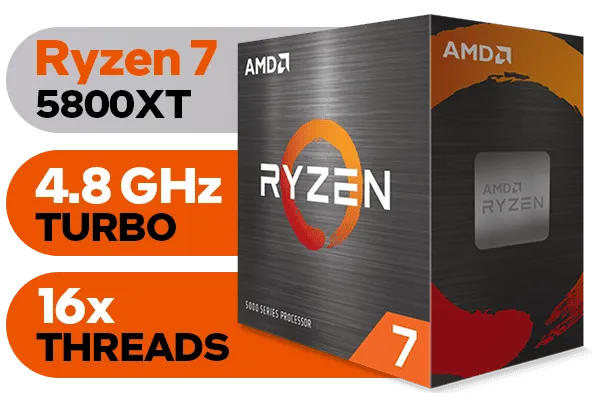 Ryzen 7
5800XT
4.8 GHz
TURBO
16x
THREADS
AMD
RYZEN
5000 SERIES PROCESSOR
7
AMD
AMD
RYZEN